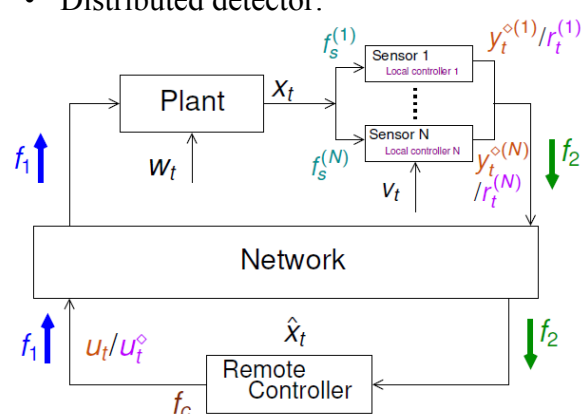 • Distributed detector:
f_s^{(1)}
Sensor 1
Local controller 1
y_t^{◇(1)}/r_t^{(1)}
Plant
x_t
f_1
w_t
f_s^{(N)}
Sensor N
Local controller N
y_t^{◇(N)}
/r_t^{(N)}
v_t
f_2
Network
f_1
u_t/u_t^◇
x̂_t
f_2
Remote
Controller
f_c